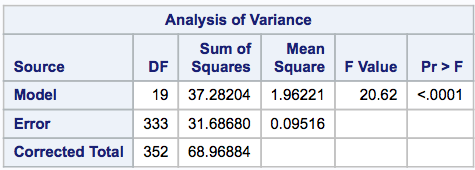 Analysis of Variance
Source DF Sum of Squares Mean Square F Value Pr > F
Model 19 37.28204 1.96221 20.62 <.0001
Error 333 31.68680 0.09516
Corrected Total 352 68.96884